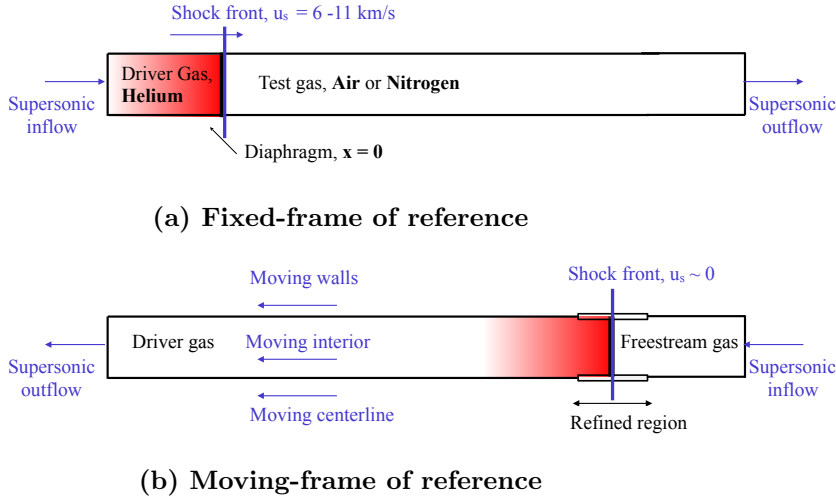 Shock front, u_s = 6 -11 km/s
Driver Gas,
Helium
Test gas, Air or Nitrogen
Supersonic
inflow
Supersonic
outflow
Diaphragm, x = 0
(a) Fixed-frame of reference
Moving walls
Shock front, u_s ~ 0
Driver gas
Moving interior
Freestream gas
Supersonic
outflow
Supersonic
inflow
Moving centerline
Refined region
(b) Moving-frame of reference